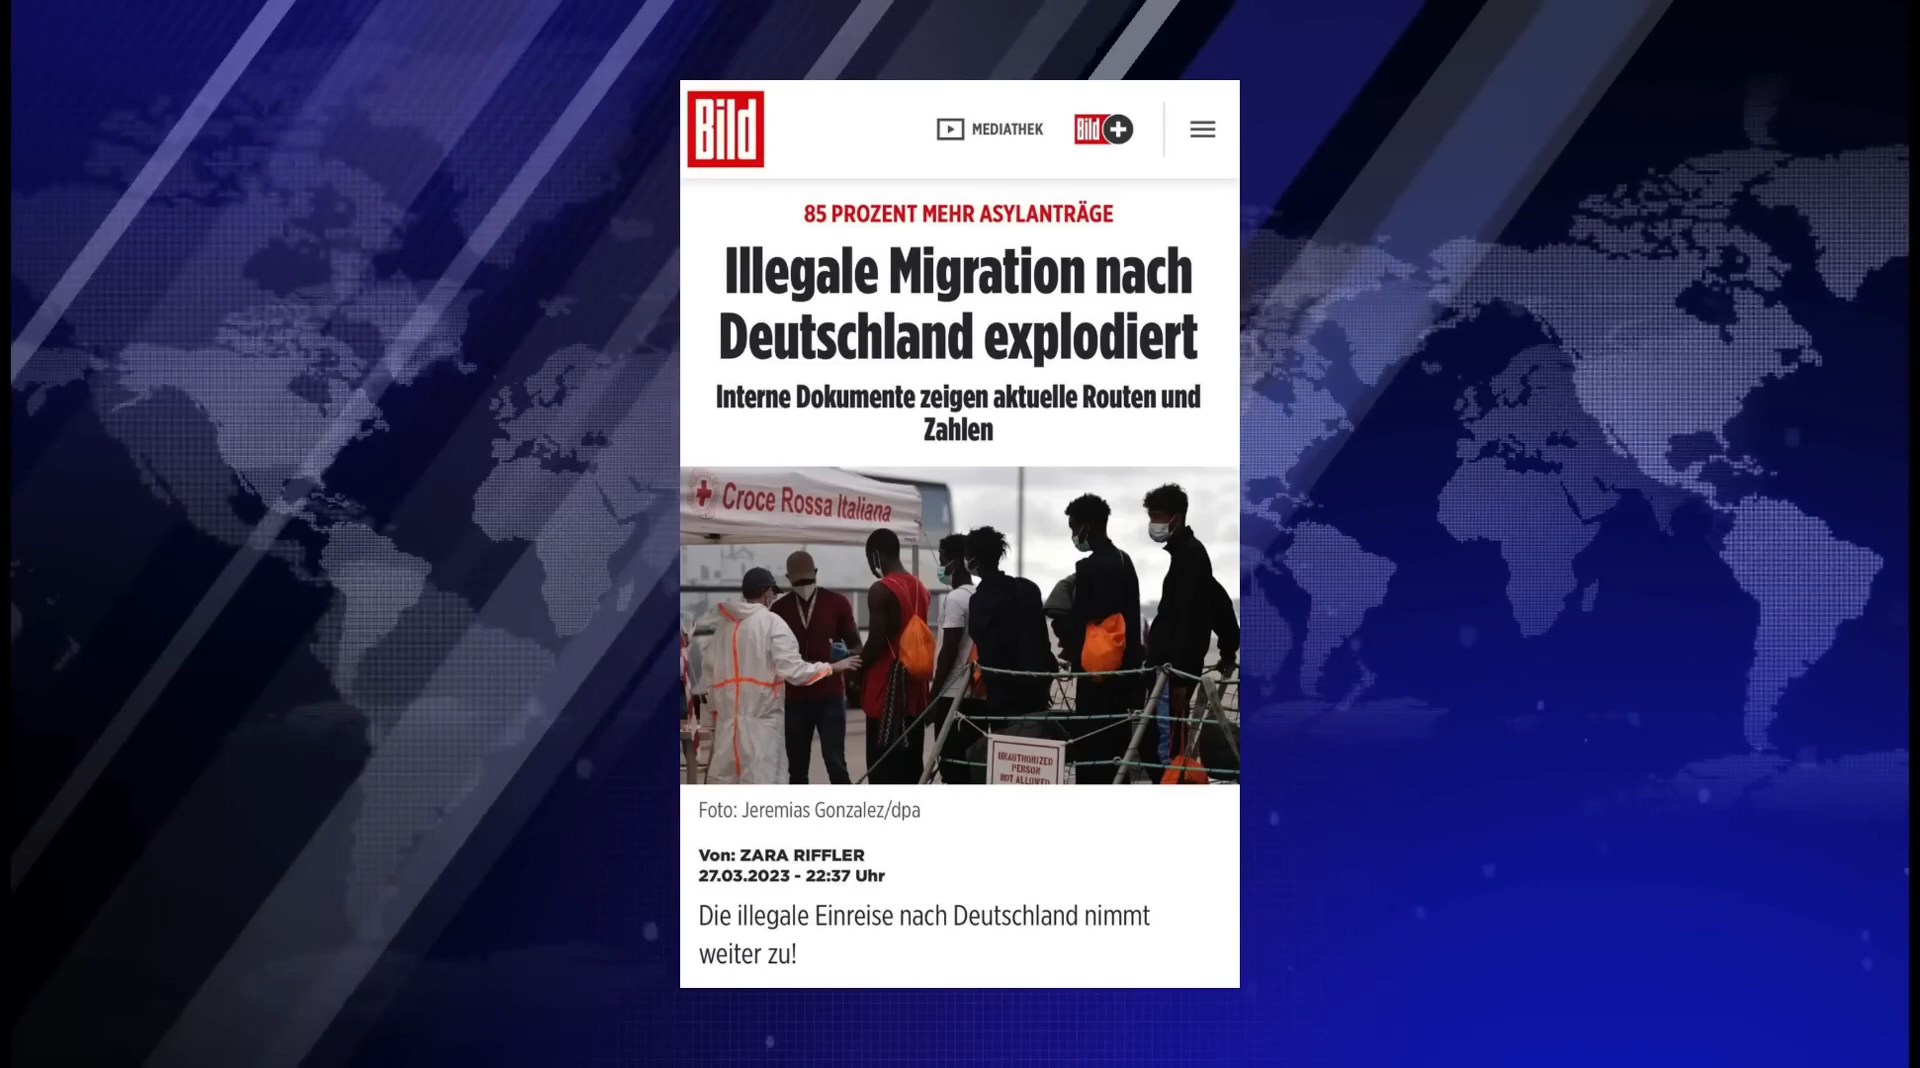 Bild
MEDIATHEK
Bild+
85 PROZENT MEHR ASYLANTRÄGE
Illegale Migration nach
Deutschland explodiert
Interne Dokumente zeigen aktuelle Routen und
Zahlen
Croce Rossa Italiana
UNAUTHORIZED
PERSON
NOT ALLOWED
Foto: Jeremias Gonzalez/dpa
Von: ZARA RIFFLER
27.03.2023 - 22:37 Uhr
Die illegale Einreise nach Deutschland nimmt
weiter zu!